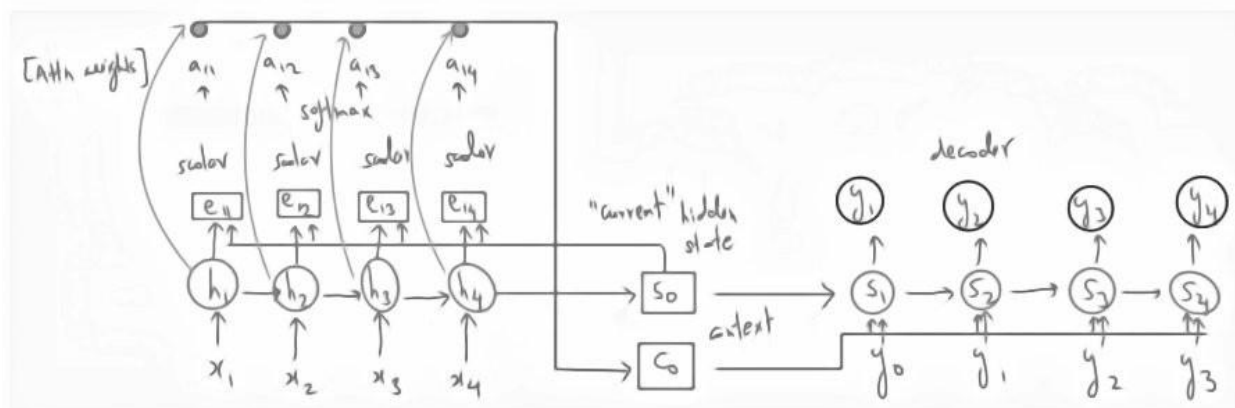 [Attn weights]
a11 a12 a13 a14
softmax
scalar scalar scalar scalar
decoder
e11 e12 e13 e14
y1 y2 y3 y4
"current" hidden
state
h1 h2 h3 h4
S0
S1 S2 S3 S4
context
C0
x1 x2 x3 x4
y0 y1 y2 y3